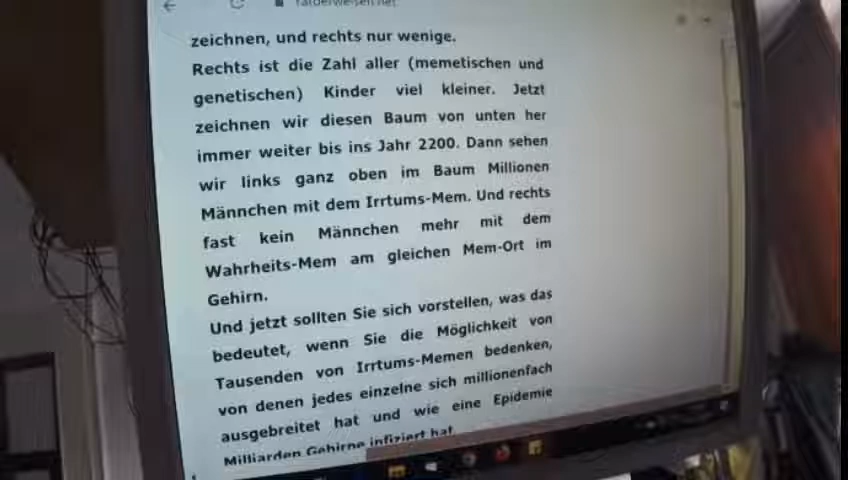 zeichnen, und rechts nur wenige.
Rechts ist die Zahl aller (memetischen und
genetischen) Kinder viel kleiner. Jetzt
zeichnen wir diesen Baum von unten her
immer weiter bis ins Jahr 2200. Dann sehen
wir links ganz oben im Baum Millionen
Männchen mit dem Irrtums-Mem. Und rechts
fast kein Männchen mehr mit dem
Wahrheits-Mem am gleichen Mem-Ort im
Gehirn.
Und jetzt sollten Sie sich vorstellen, was das
bedeutet, wenn Sie die Möglichkeit von
Tausenden von Irrtums-Memen bedenken,
von denen jedes einzelne sich millionenfach
ausgebreitet hat und wie eine Epidemie
Milliarden Gehirne infiziert hat